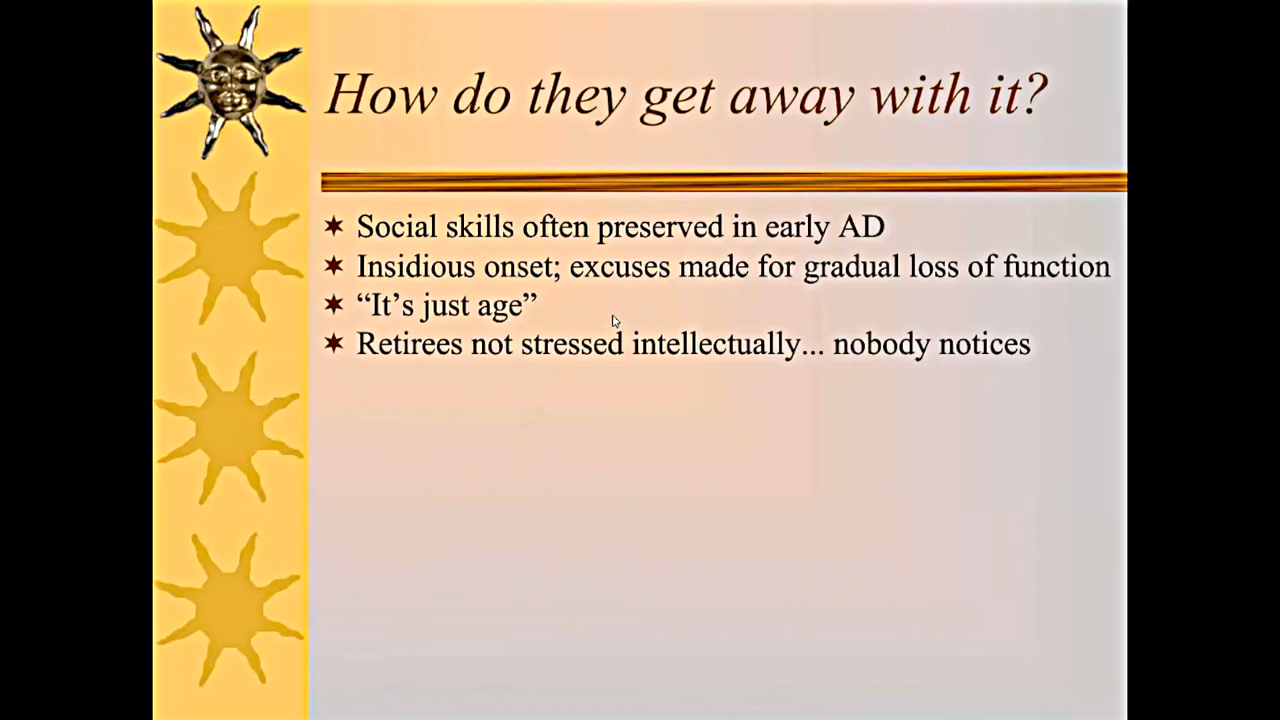 How do they get away with it?
Social skills often preserved in early AD
Insidious onset; excuses made for gradual loss of function
“It’s just age”
Retirees not stressed intellectually... nobody notices